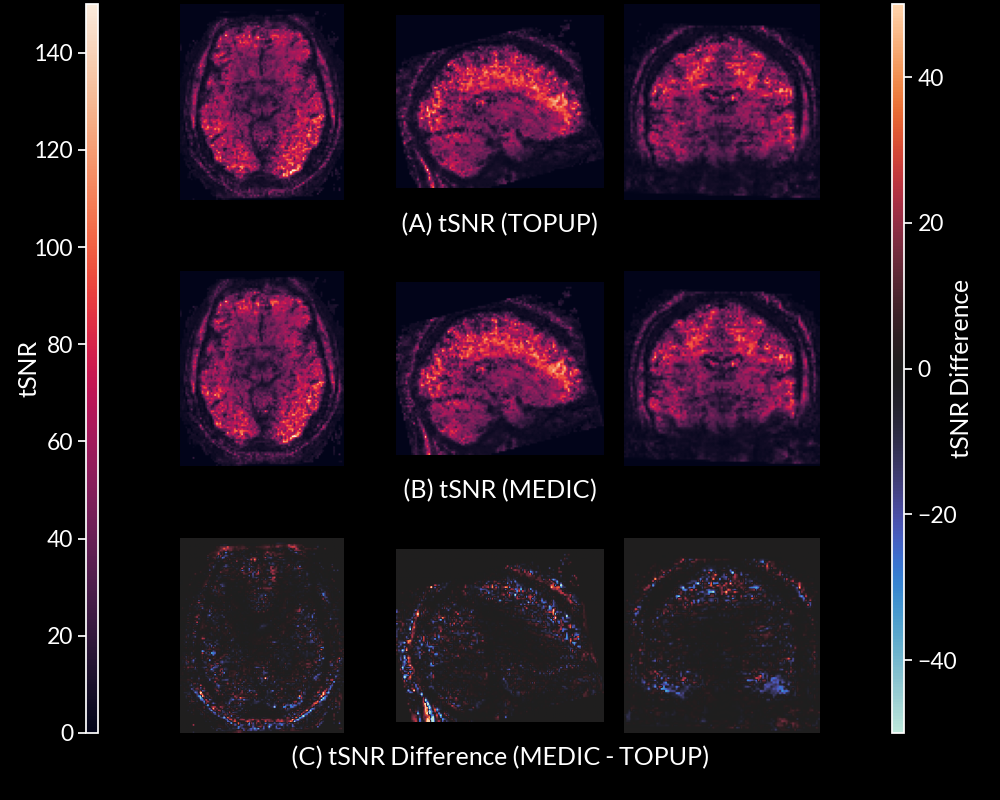 140
120
100
80
60
40
20
0
tSNR
(A) tSNR (TOPUP)
(B) tSNR (MEDIC)
(C) tSNR Difference (MEDIC - TOPUP)
40
20
0
−20
−40
tSNR Difference